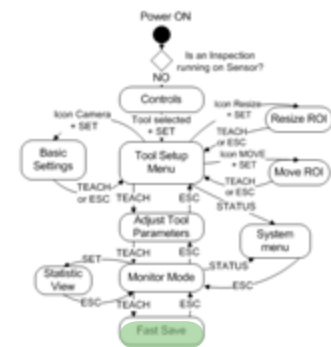 Power ON
Is an Inspection
running on Sensor?
NO
Controls
Icon Camera
+ SET
Tool selected
+ SET
Icon Resize
+ SET
Resize ROI
TEACH
or ESC
Basic
Settings
Tool Setup
Menu
Icon MOVE
+ SET
Move ROI
TEACH
or ESC
TEACH
or ESC
TEACH
ESC
STATUS
Adjust Tool
Parameters
System
menu
TEACH
ESC
SET
Statistic
View
Monitor Mode
STATUS
ESC
ESC
TEACH
ESC
Fast Save